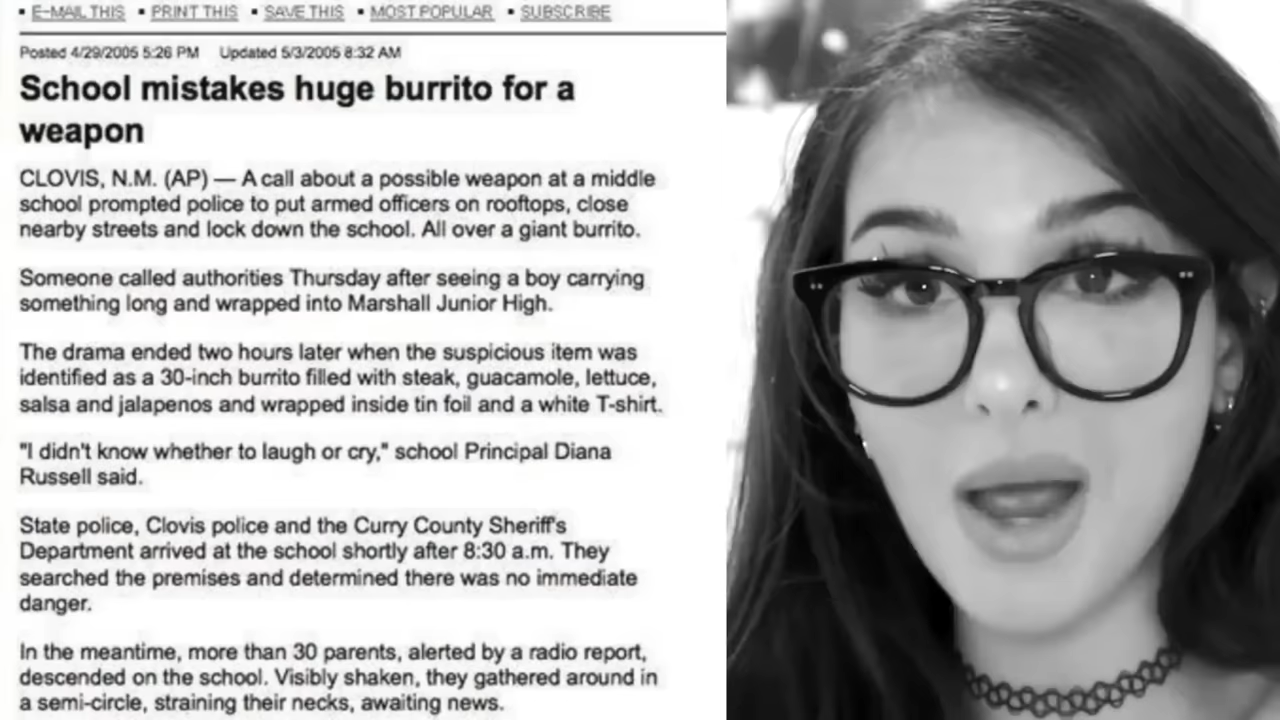 ▪ E-MAIL THIS ▪ PRINT THIS ▪ SAVE THIS ▪ MOST POPULAR ▪ SUBSCRIBE
Posted 4/29/2005 5:26 PM Updated 5/3/2005 8:32 AM
School mistakes huge burrito for a
weapon
CLOVIS, N.M. (AP) — A call about a possible weapon at a middle
school prompted police to put armed officers on rooftops, close
nearby streets and lock down the school. All over a giant burrito.
Someone called authorities Thursday after seeing a boy carrying
something long and wrapped into Marshall Junior High.
The drama ended two hours later when the suspicious item was
identified as a 30-inch burrito filled with steak, guacamole, lettuce,
salsa and jalapenos and wrapped inside tin foil and a white T-shirt.
"I didn't know whether to laugh or cry," school Principal Diana
Russell said.
State police, Clovis police and the Curry County Sheriff's
Department arrived at the school shortly after 8:30 a.m. They
searched the premises and determined there was no immediate
danger.
In the meantime, more than 30 parents, alerted by a radio report,
descended on the school. Visibly shaken, they gathered around in
a semi-circle, straining their necks, awaiting news.